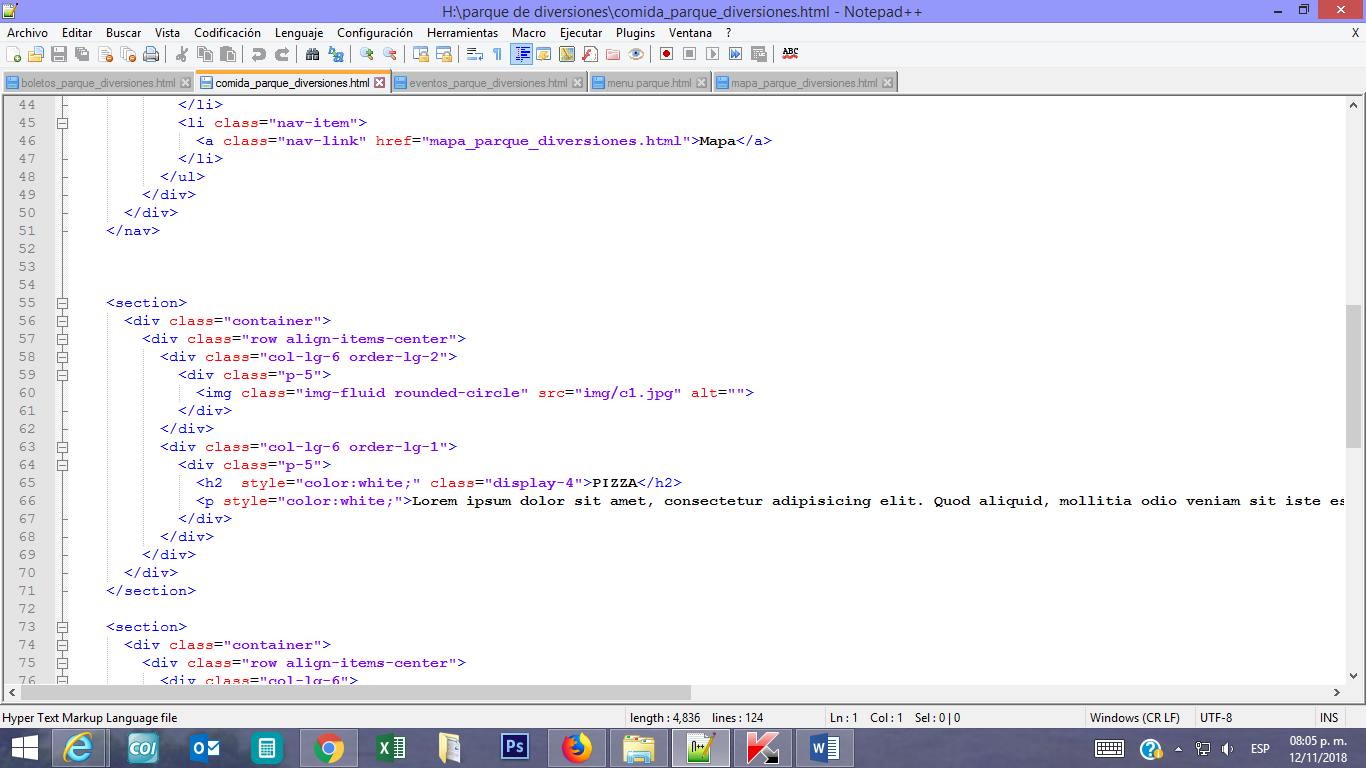 H:\parque de diversiones\comida_parque_diversiones.html - Notepad++
Archivo Editar Buscar Vista Codificación Lenguaje Configuración Herramientas Macro Ejecutar Plugins Ventana ? X
ABC
boletos_parque_diversiones.html comida_parque_diversiones.html eventos_parque_diversiones.html menu parque.html mapa_parque_diversiones.html
44 </li>
45 <li class="nav-item">
46 <a class="nav-link" href="mapa_parque_diversiones.html">Mapa</a>
47 </li>
48 </ul>
49 </div>
50 </div>
51 </nav>
52
53
54
55 <section>
56 <div class="container">
57 <div class="row align-items-center">
58 <div class="col-lg-6 order-lg-2">
59 <div class="p-5">
60 <img class="img-fluid rounded-circle" src="img/c1.jpg" alt="">
61 </div>
62 </div>
63 <div class="col-lg-6 order-lg-1">
64 <div class="p-5">
65 <h2  style="color:white;" class="display-4">PIZZA</h2>
66 <p style="color:white;">Lorem ipsum dolor sit amet, consectetur adipisicing elit. Quod aliquid, mollitia odio veniam sit iste es
67 </div>
68 </div>
69 </div>
70 </div>
71 </section>
72
73 <section>
74 <div class="container">
75 <div class="row align-items-center">
76 <div class="col-lg-6">
Hyper Text Markup Language file length : 4,836 lines : 124 Ln : 1 Col : 1 Sel : 0 | 0 Windows (CR LF) UTF-8 INS
COI Ps ESP 08:05 p. m.
12/11/2018